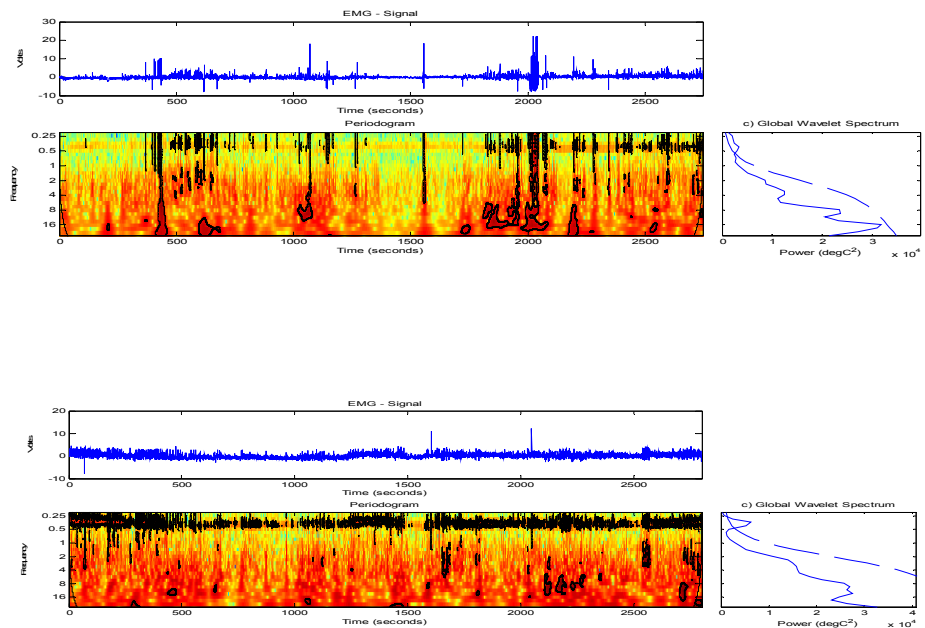 EMG - Signal
30
20
10
0
-10
Volts
0 500 1000 1500 2000 2500
Time (seconds)
Periodogram
0.25
0.5
1
2
4
8
16
Frequency
0 500 1000 1500 2000 2500
c) Global Wavelet Spectrum
0 1 2 3
Power (degC²)
× 10⁴
EMG - Signal
20
10
0
-10
Volts
0 500 1000 1500 2000 2500
Time (seconds)
Periodogram
0.25
0.5
1
2
4
8
16
Frequency
0 500 1000 1500 2000 2500
c) Global Wavelet Spectrum
0 1 2 3 4
Power (degC²)
× 10⁴